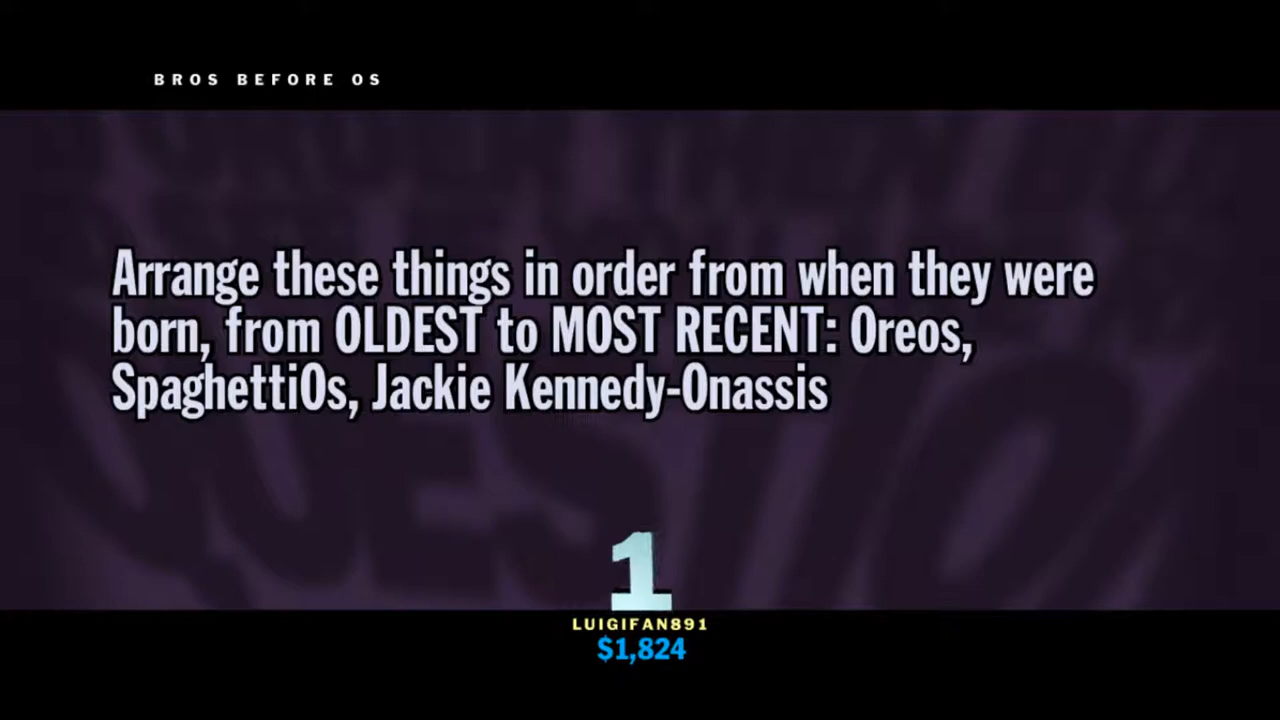 BROS BEFORE OS
Arrange these things in order from when they were
born, from OLDEST to MOST RECENT: Oreos,
SpaghettiOs, Jackie Kennedy-Onassis
1
LUIGIFAN891
$1,824